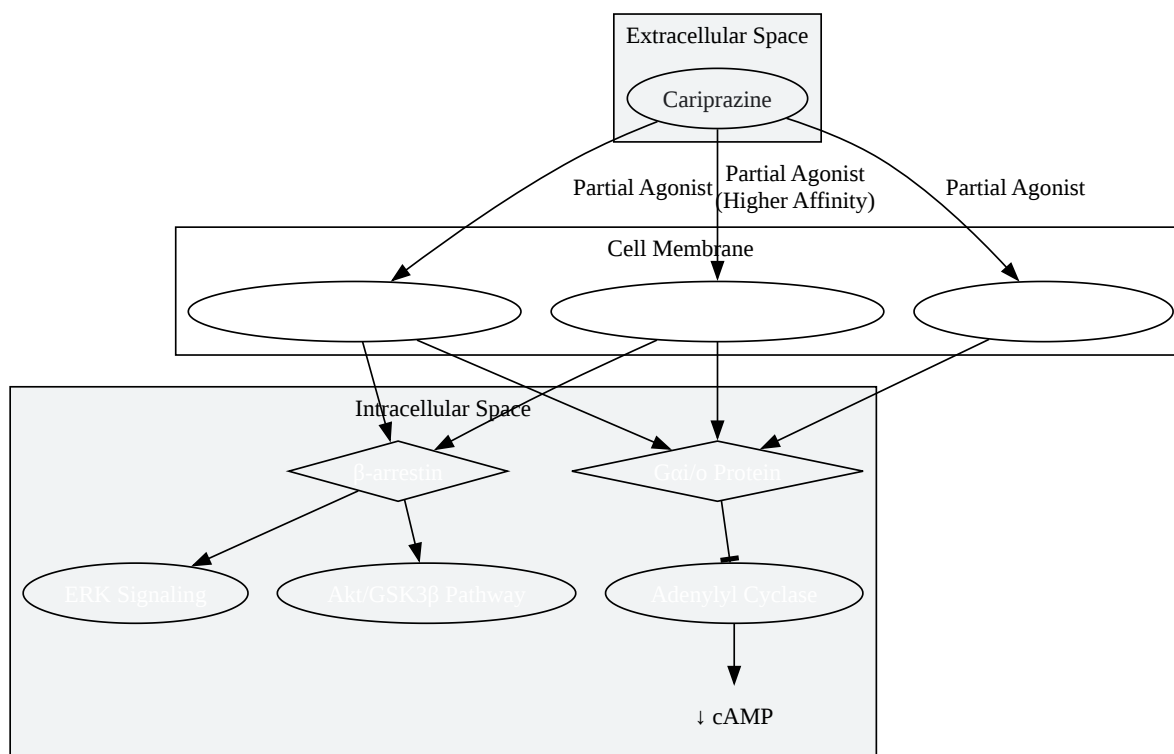 Extracellular Space
Cariprazine
Partial Agonist
Partial Agonist
(Higher Affinity)
Partial Agonist
Cell Membrane
Intracellular Space
β-arrestin
Gαi/o Protein
ERK Signaling
Akt/GSK3β Pathway
Adenylyl Cyclase
↓ cAMP